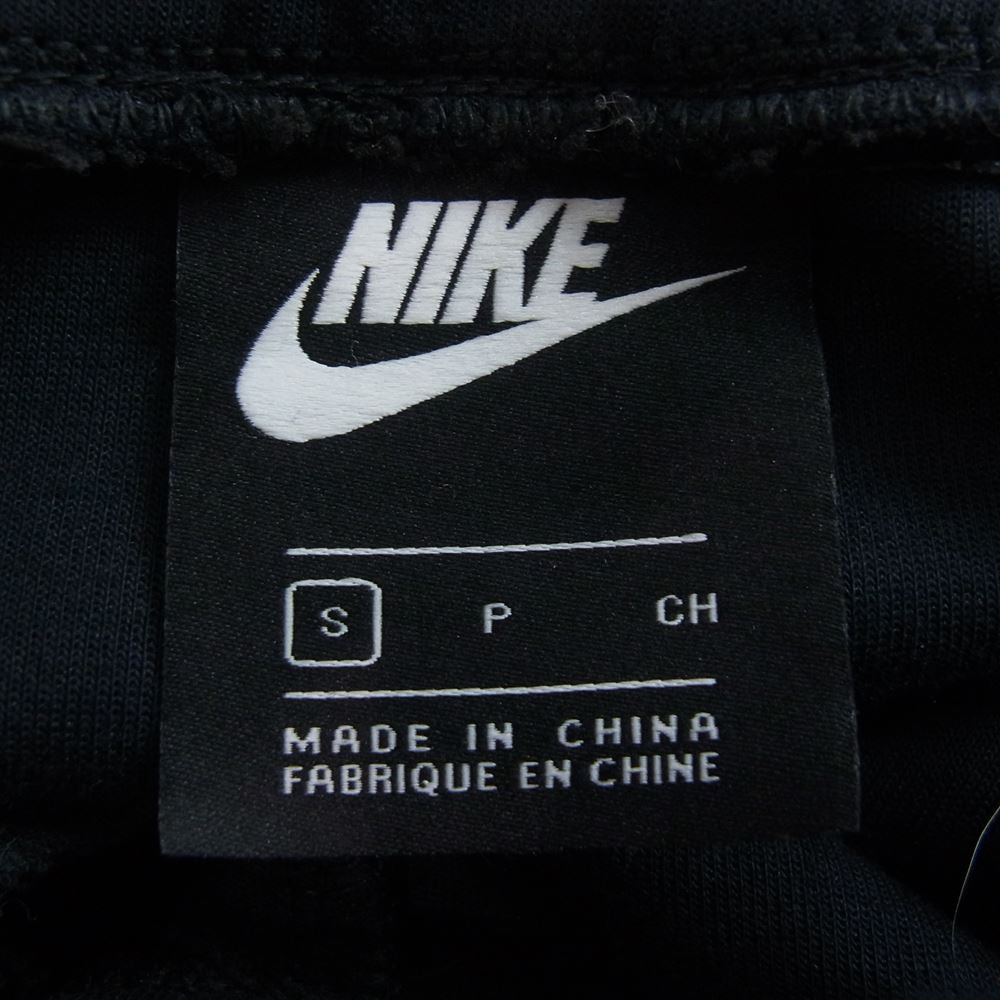 NIKE
S P CH
MADE IN CHINA
FABRIQUE EN CHINE